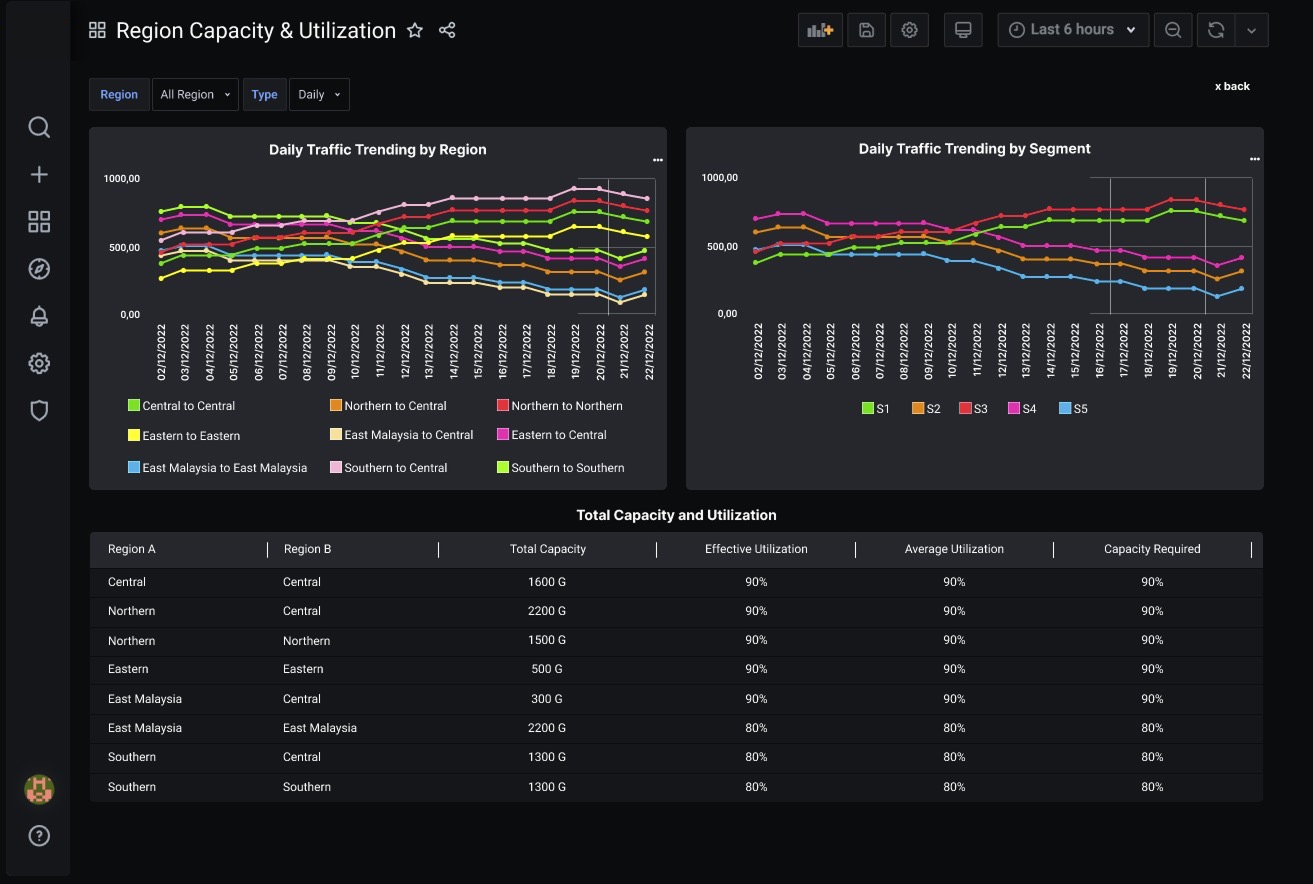 Region Capacity & Utilization
Last 6 hours
Region All Region Type Daily
x back
Daily Traffic Trending by Region
...
1000,00
500,00
0,00
02/12/2022 03/12/2022 04/12/2022 05/12/2022 06/12/2022 07/12/2022 08/12/2022 09/12/2022 10/12/2022 11/12/2022 12/12/2022 13/12/2022 14/12/2022 15/12/2022 16/12/2022 17/12/2022 18/12/2022 19/12/2022 20/12/2022 21/12/2022 22/12/2022
Central to Central Northern to Central Northern to Northern
Eastern to Eastern East Malaysia to Central Eastern to Central
East Malaysia to East Malaysia Southern to Central Southern to Southern
Daily Traffic Trending by Segment
...
1000,00
500,00
0,00
02/12/2022 03/12/2022 04/12/2022 05/12/2022 06/12/2022 07/12/2022 08/12/2022 09/12/2022 10/12/2022 11/12/2022 12/12/2022 13/12/2022 14/12/2022 15/12/2022 16/12/2022 17/12/2022 18/12/2022 19/12/2022 20/12/2022 21/12/2022 22/12/2022
S1 S2 S3 S4 S5
Total Capacity and Utilization
Region A Region B Total Capacity Effective Utilization Average Utilization Capacity Required
Central Central 1600 G 90% 90% 90%
Northern Central 2200 G 90% 90% 90%
Northern Northern 1500 G 90% 90% 90%
Eastern Eastern 500 G 90% 90% 90%
East Malaysia Central 300 G 90% 90% 90%
East Malaysia East Malaysia 2200 G 80% 80% 80%
Southern Central 1300 G 80% 80% 80%
Southern Southern 1300 G 80% 80% 80%